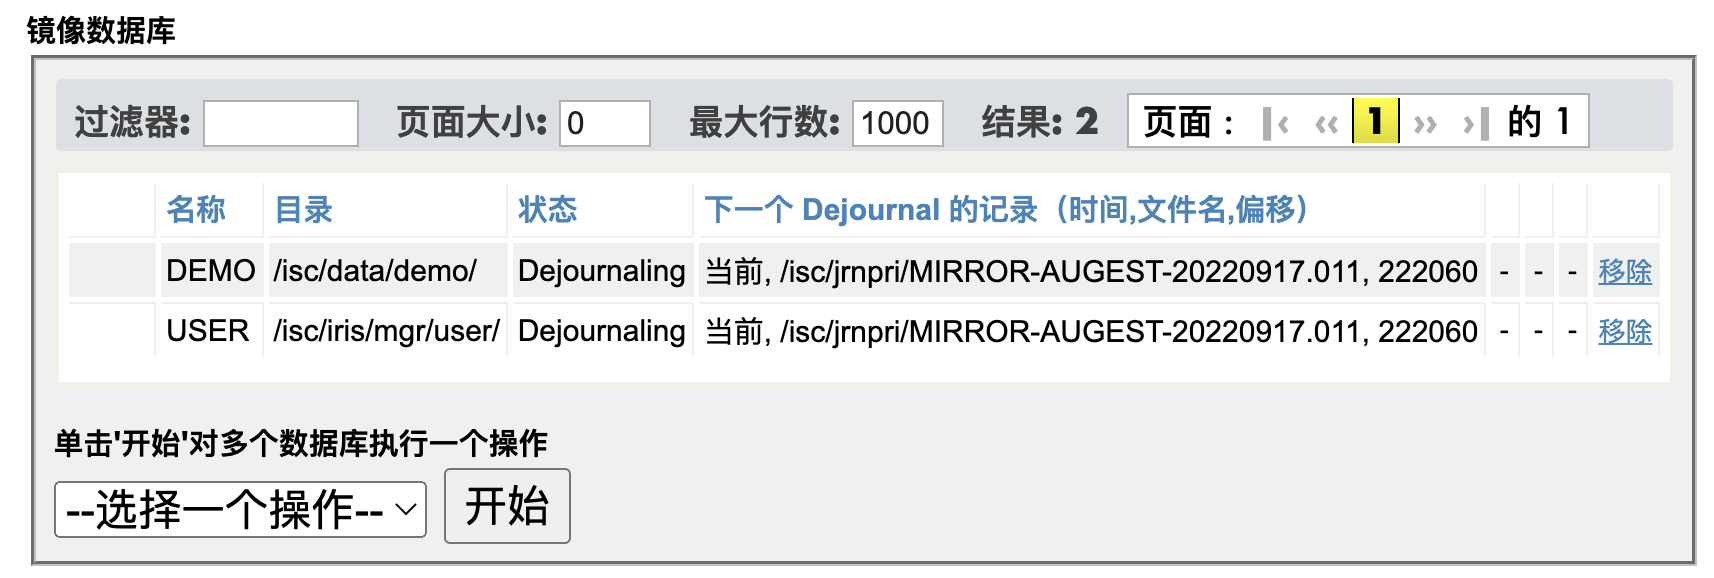 镜像数据库
过滤器: 页面大小: 0 最大行数: 1000 结果: 2 页面： |‹ ‹‹ 1 ›› ›| 的 1
名称 目录 状态 下一个 Dejournal 的记录（时间,文件名,偏移）
DEMO /isc/data/demo/ Dejournaling 当前, /isc/jrnpri/MIRROR-AUGEST-20220917.011, 222060 - - - 移除
USER /isc/iris/mgr/user/ Dejournaling 当前, /isc/jrnpri/MIRROR-AUGEST-20220917.011, 222060 - - - 移除
单击'开始'对多个数据库执行一个操作
--选择一个操作-- 开始